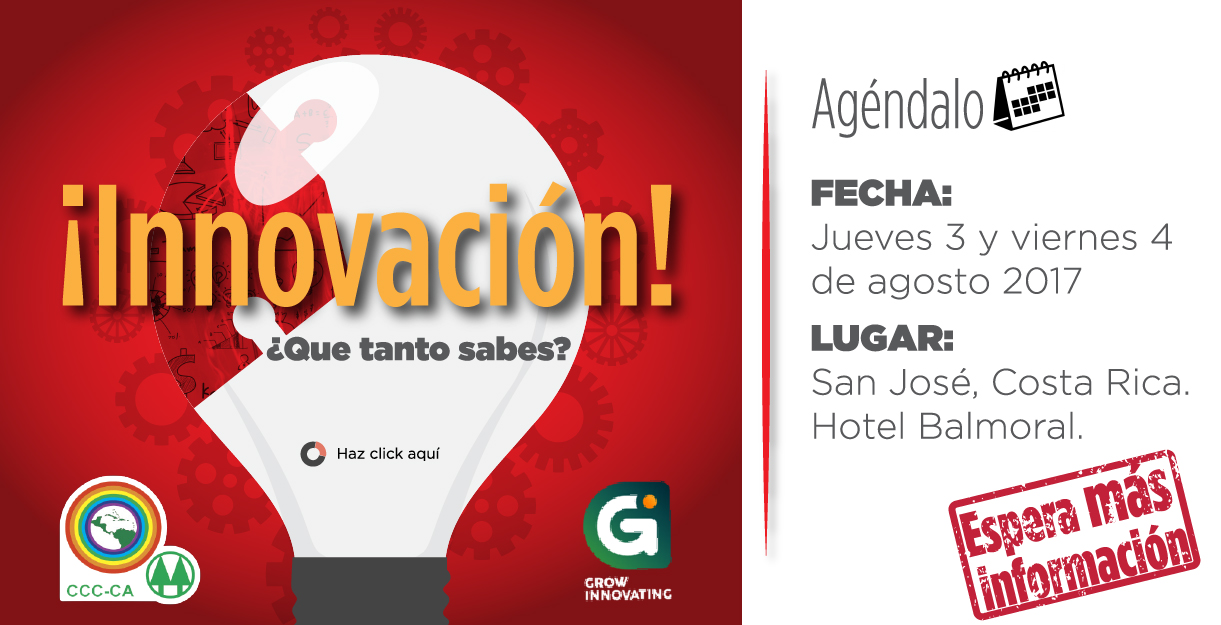 ¡Innovación!
¿Que tanto sabes?
Haz click aquí
CCC-CA
G
GROW
INNOVATING
Agéndalo
FECHA:
Jueves 3 y viernes 4
de agosto 2017
LUGAR:
San José, Costa Rica.
Hotel Balmoral.
Espera más
información